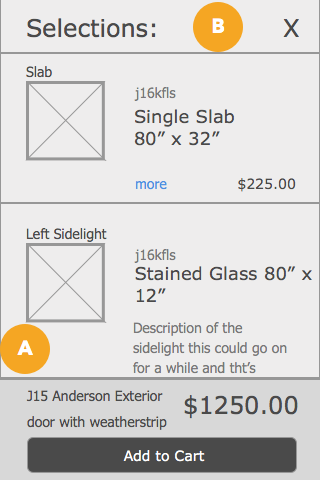 Selections:
B
X
Slab
j16kfls
Single Slab
80” x 32”
more
$225.00
Left Sidelight
j16kfls
Stained Glass 80” x
12”
Description of the
sidelight this could go on
for a while and tht’s
A
J15 Anderson Exterior
door with weatherstrip
$1250.00
Add to Cart